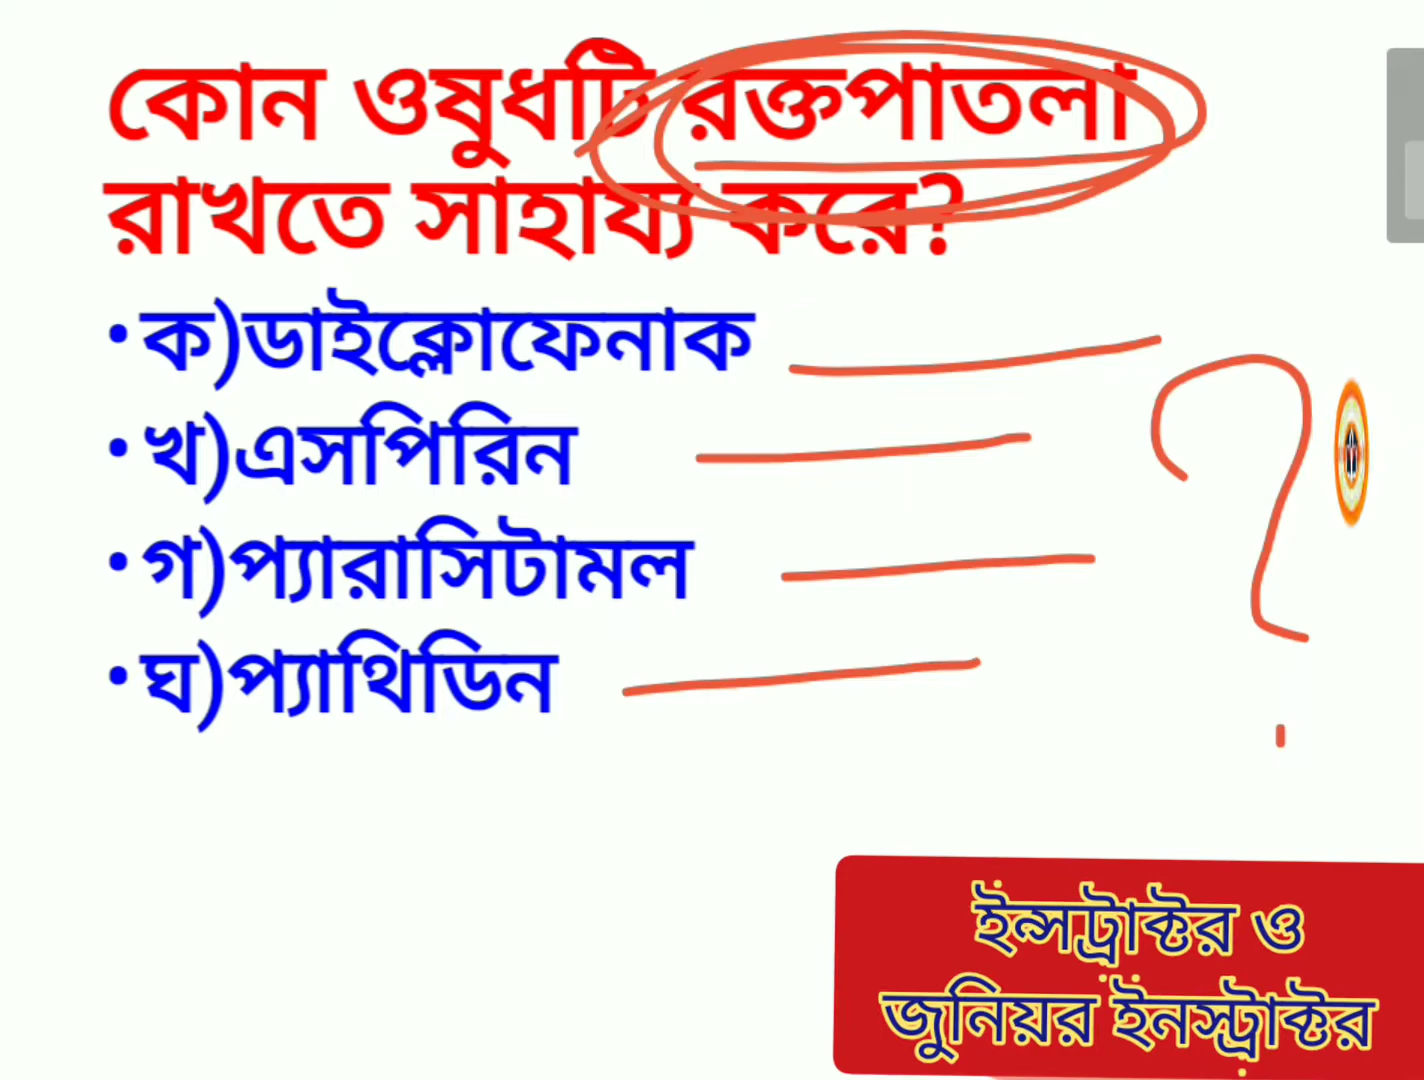 কোন ওষুধটি রক্তপাতলা
রাখতে সাহায্য করে?
•ক)ডাইক্লোফেনাক
•খ)এসপিরিন
•গ)প্যারাসিটামল
•ঘ)প্যাথিডিন
ইন্সট্রাক্টর ও
জুনিয়র ইনস্ট্রাক্টর